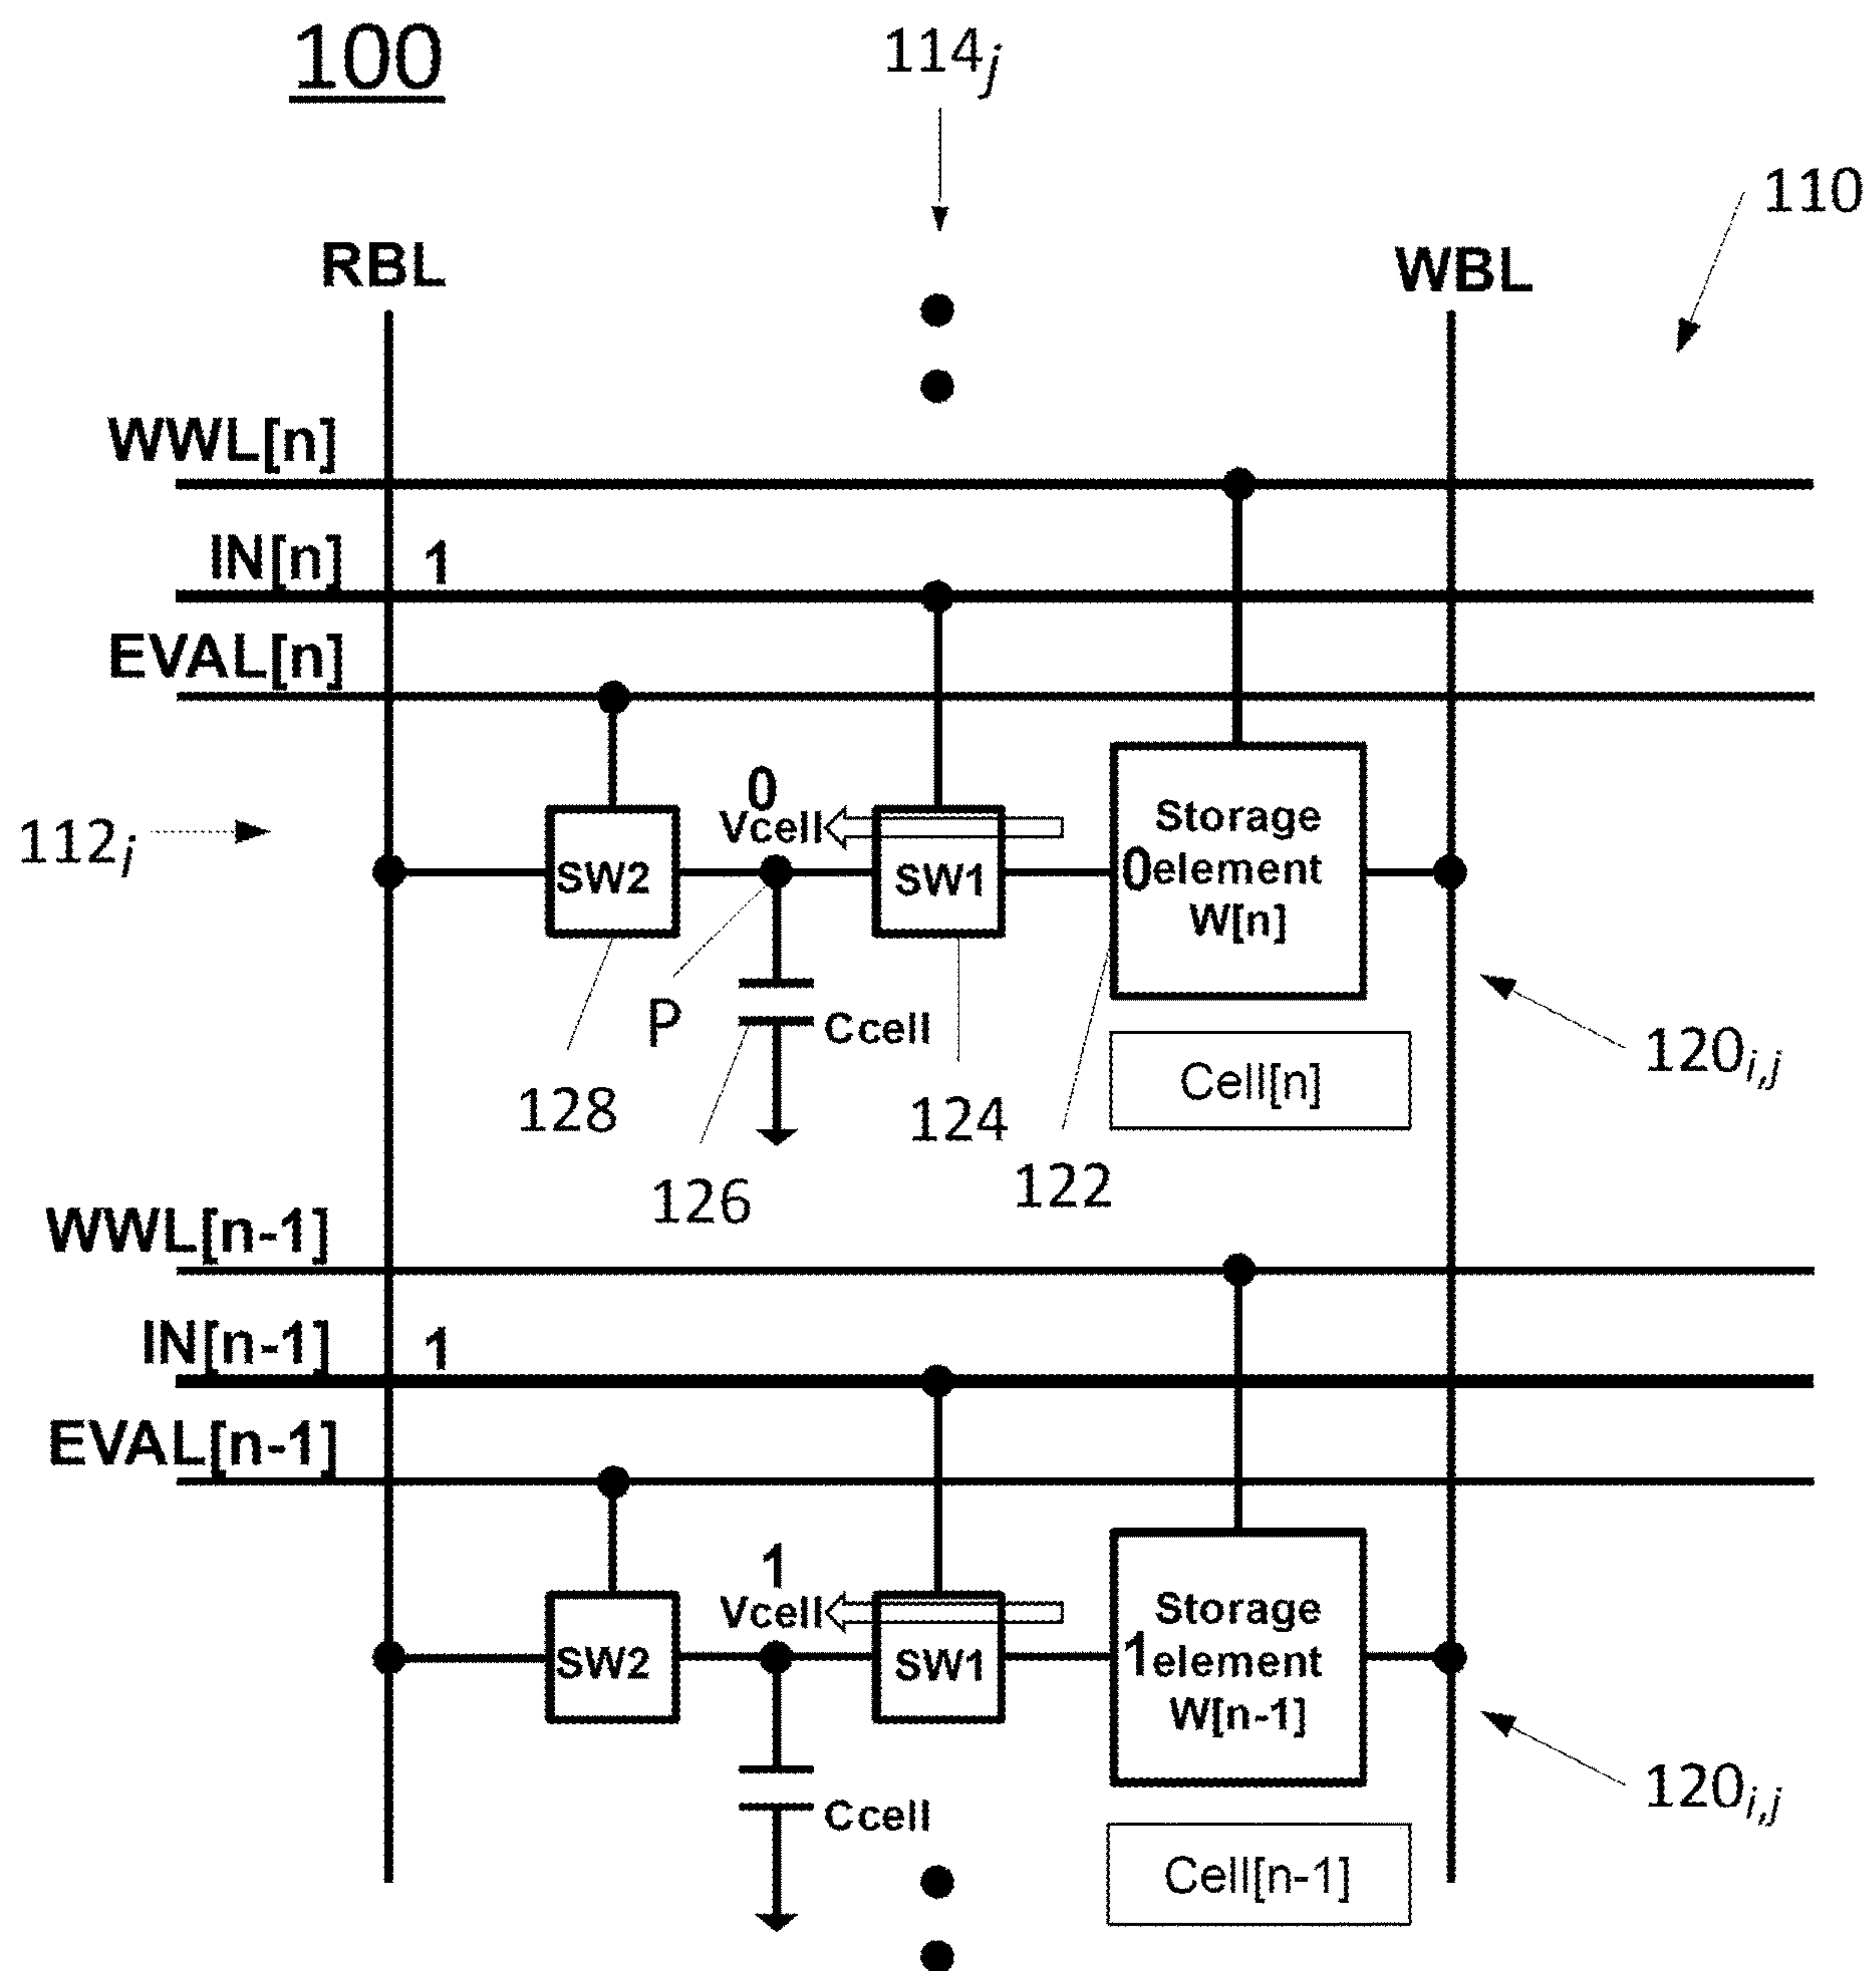 100
114j
110
RBL
WBL
WWL[n]
IN[n] 1
EVAL[n]
0
Vcell
112i
SW2
SW1
Storage
0element
W[n]
P
Ccell
120i,j
Cell[n]
128
124
126
122
WWL[n-1]
IN[n-1] 1
EVAL[n-1]
1
Vcell
SW2
SW1
Storage
1element
W[n-1]
Ccell
120i,j
Cell[n-1]